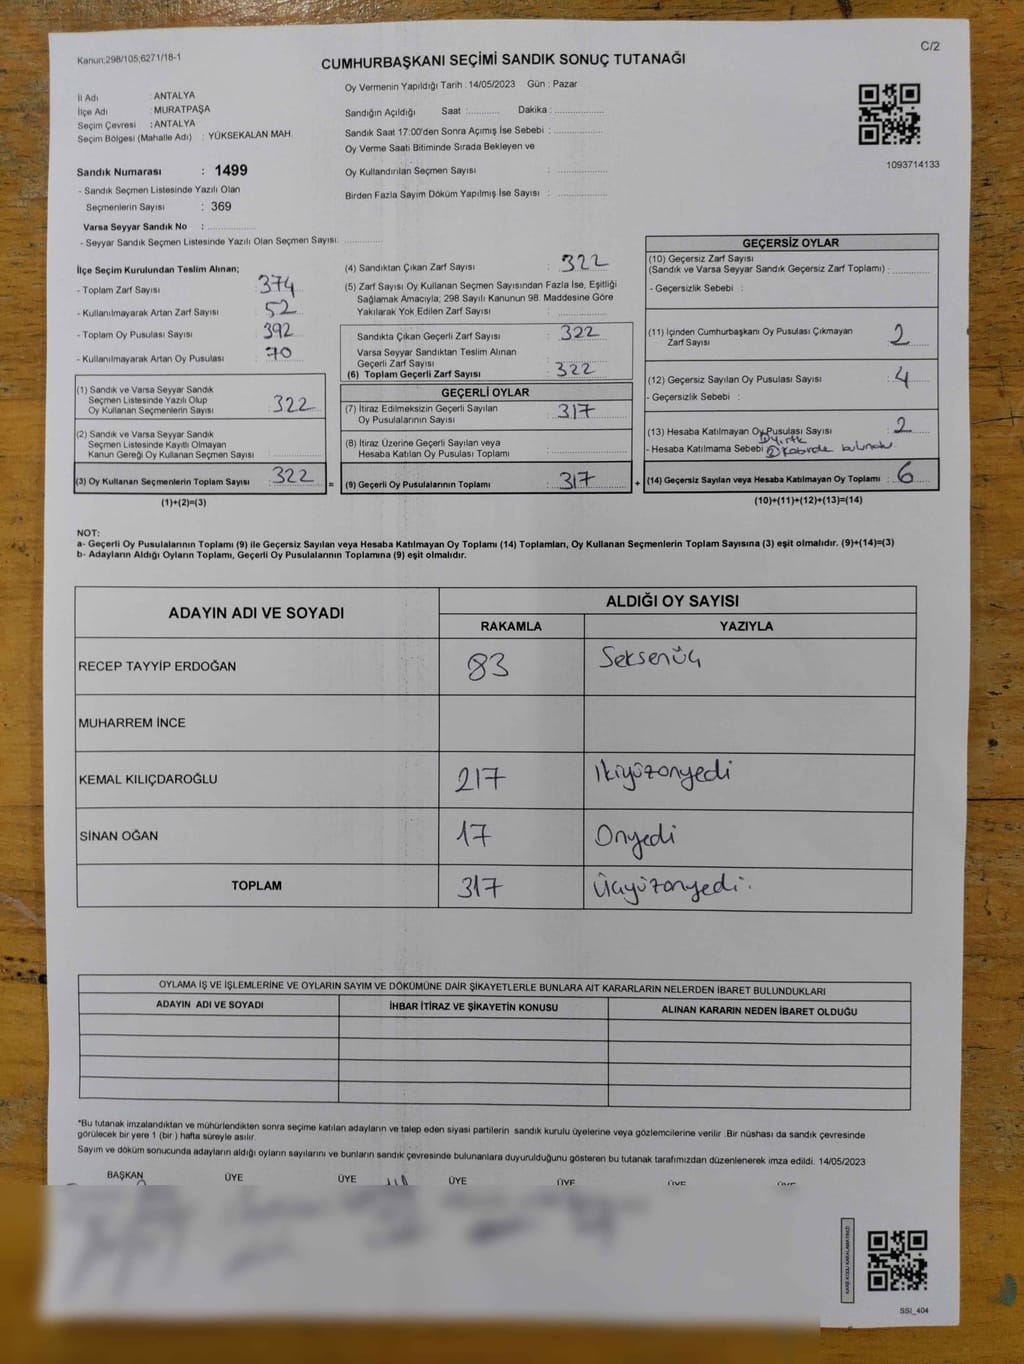 Kanun:298/105;6271/18-1
C/2
CUMHURBAŞKANI SEÇİMİ SANDIK SONUÇ TUTANAĞI
İl Adı : ANTALYA
İlçe Adı : MURATPAŞA
Seçim Çevresi : ANTALYA
Seçim Bölgesi (Mahalle Adı) : YÜKSEKALAN MAH.
Sandık Numarası : 1499
- Sandık Seçmen Listesinde Yazılı Olan
Seçmenlerin Sayısı : 369
Varsa Seyyar Sandık No :
- Seyyar Sandık Seçmen Listesinde Yazılı Olan Seçmen Sayısı:
Oy Vermenin Yapıldığı Tarih : 14/05/2023 Gün : Pazar
Sandığın Açıldığı Saat : Dakika :
Sandık Saat 17:00'den Sonra Açımış İse Sebebi :
Oy Verme Saati Bitiminde Sırada Bekleyen ve
Oy Kullandırılan Seçmen Sayısı :
Birden Fazla Sayım Döküm Yapılmış İse Sayısı :
1093714133
İlçe Seçim Kurulundan Teslim Alınan;
- Toplam Zarf Sayısı : 374
- Kullanılmayarak Artan Zarf Sayısı : 52
- Toplam Oy Pusulası Sayısı : 392
- Kullanılmayarak Artan Oy Pusulası : 70
(1) Sandık ve Varsa Seyyar Sandık
Seçmen Listesinde Yazılı Olup
Oy Kullanan Seçmenlerin Sayısı : 322
(2) Sandık ve Varsa Seyyar Sandık
Seçmen Listesinde Kayıtlı Olmayan
Kanun Gereği Oy Kullanan Seçmen Sayısı :
(3) Oy Kullanan Seçmenlerin Toplam Sayısı : 322 =
(1)+(2)=(3)
(4) Sandıktan Çıkan Zarf Sayısı : 322
(5) Zarf Sayısı Oy Kullanan Seçmen Sayısından Fazla İse, Eşitliği
Sağlamak Amacıyla; 298 Sayılı Kanunun 98. Maddesine Göre
Yakılarak Yok Edilen Zarf Sayısı :
Sandıkta Çıkan Geçerli Zarf Sayısı : 322
Varsa Seyyar Sandıktan Teslim Alınan
Geçerli Zarf Sayısı :
(6) Toplam Geçerli Zarf Sayısı : 322
GEÇERLİ OYLAR
(7) İtiraz Edilmeksizin Geçerli Sayılan
Oy Pusulalarının Sayısı : 317
(8) İtiraz Üzerine Geçerli Sayılan veya
Hesaba Katılan Oy Pusulası Toplamı :
(9) Geçerli Oy Pusulalarının Toplamı : 317 +
GEÇERSİZ OYLAR
(10) Geçersiz Zarf Sayısı
(Sandık ve Varsa Seyyar Sandık Geçersiz Zarf Toplamı) :
- Geçersizlik Sebebi :
(11) İçinden Cumhurbaşkanı Oy Pusulası Çıkmayan
Zarf Sayısı : 2
(12) Geçersiz Sayılan Oy Pusulası Sayısı : 4
- Geçersizlik Sebebi :
(13) Hesaba Katılmayan Oy Pusulası Sayısı : 2
① Yırtık
- Hesaba Katılmama Sebebi ② Kabinde bulundu
(14) Geçersiz Sayılan veya Hesaba Katılmayan Oy Toplamı : 6
(10)+(11)+(12)+(13)=(14)
NOT:
a- Geçerli Oy Pusulalarının Toplamı (9) ile Geçersiz Sayılan veya Hesaba Katılmayan Oy Toplamı (14) Toplamları, Oy Kullanan Seçmenlerin Toplam Sayısına (3) eşit olmalıdır. (9)+(14)=(3)
b- Adayların Aldığı Oyların Toplamı, Geçerli Oy Pusulalarının Toplamına (9) eşit olmalıdır.
ADAYIN ADI VE SOYADI
ALDIĞI OY SAYISI
RAKAMLA YAZIYLA
RECEP TAYYİP ERDOĞAN 83 Seksenüç
MUHARREM İNCE
KEMAL KILIÇDAROĞLU 217 İkiyüzonyedi
SİNAN OĞAN 17 Onyedi
TOPLAM 317 Üçyüzonyedi.
OYLAMA İŞ VE İŞLEMLERİNE VE OYLARIN SAYIM VE DÖKÜMÜNE DAİR ŞİKAYETLERLE BUNLARA AİT KARARLARIN NELERDEN İBARET BULUNDUKLARI
ADAYIN ADI VE SOYADI İHBAR İTİRAZ VE ŞİKAYETİN KONUSU ALINAN KARARIN NEDEN İBARET OLDUĞU
*Bu tutanak imzalandıktan ve mühürlendikten sonra seçime katılan adayların ve talep eden siyasi partilerin sandık kurulu üyelerine veya gözlemcilerine verilir .Bir nüshası da sandık çevresinde
görülecek bir yere 1 (bir ) hafta süreyle asılır.
Sayım ve döküm sonucunda adayların aldığı oyların sayılarını ve bunların sandık çevresinde bulunanlara duyurulduğunu gösteren bu tutanak tarafımızdan düzenlenerek imza edildi. 14/05/2023
BAŞKAN ÜYE ÜYE ÜYE ÜYE ÜYE
SSI_404